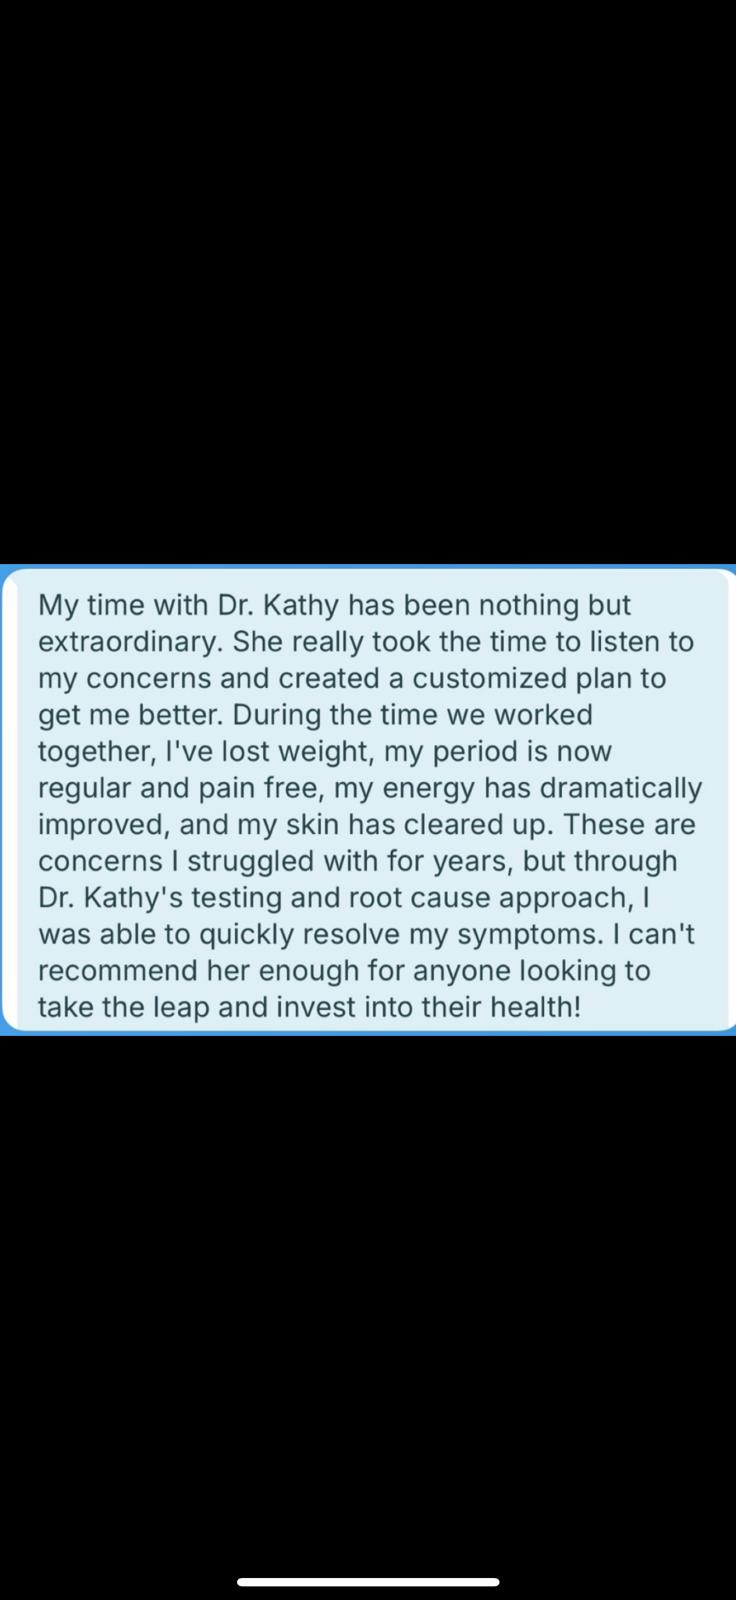 My time with Dr. Kathy has been nothing but
extraordinary. She really took the time to listen to
my concerns and created a customized plan to
get me better. During the time we worked
together, I've lost weight, my period is now
regular and pain free, my energy has dramatically
improved, and my skin has cleared up. These are
concerns I struggled with for years, but through
Dr. Kathy's testing and root cause approach, I
was able to quickly resolve my symptoms. I can't
recommend her enough for anyone looking to
take the leap and invest into their health!